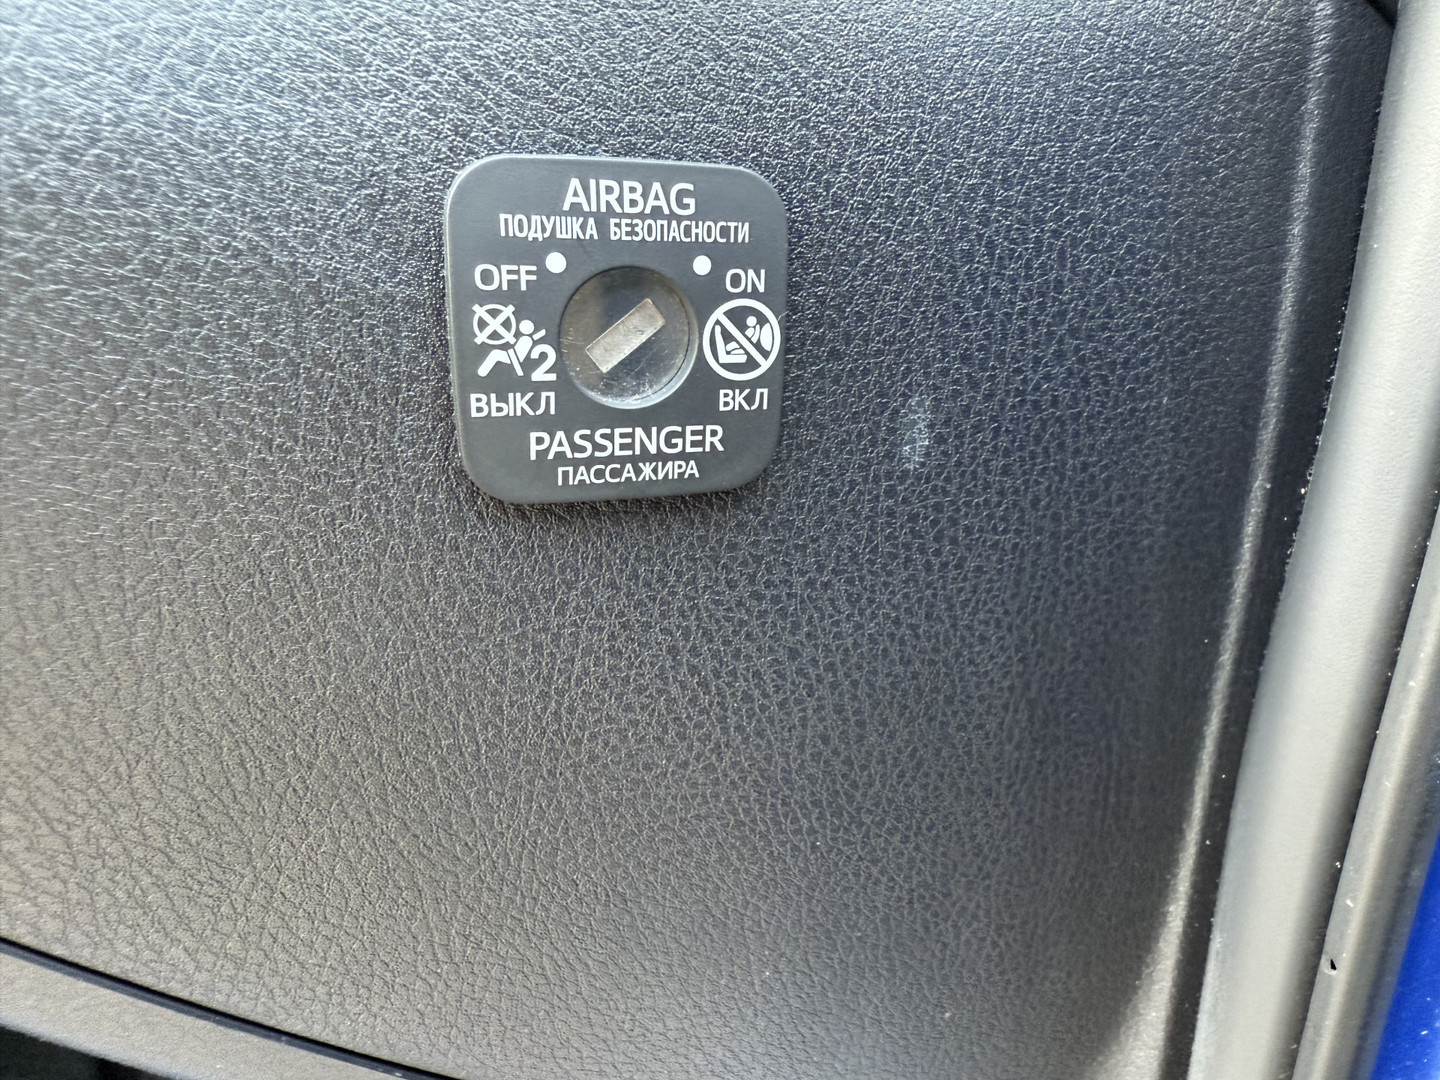 AIRBAG
ПОДУШКА БЕЗОПАСНОСТИ
OFF ON
2
ВЫКЛ ВКЛ
PASSENGER
ПАССАЖИРА